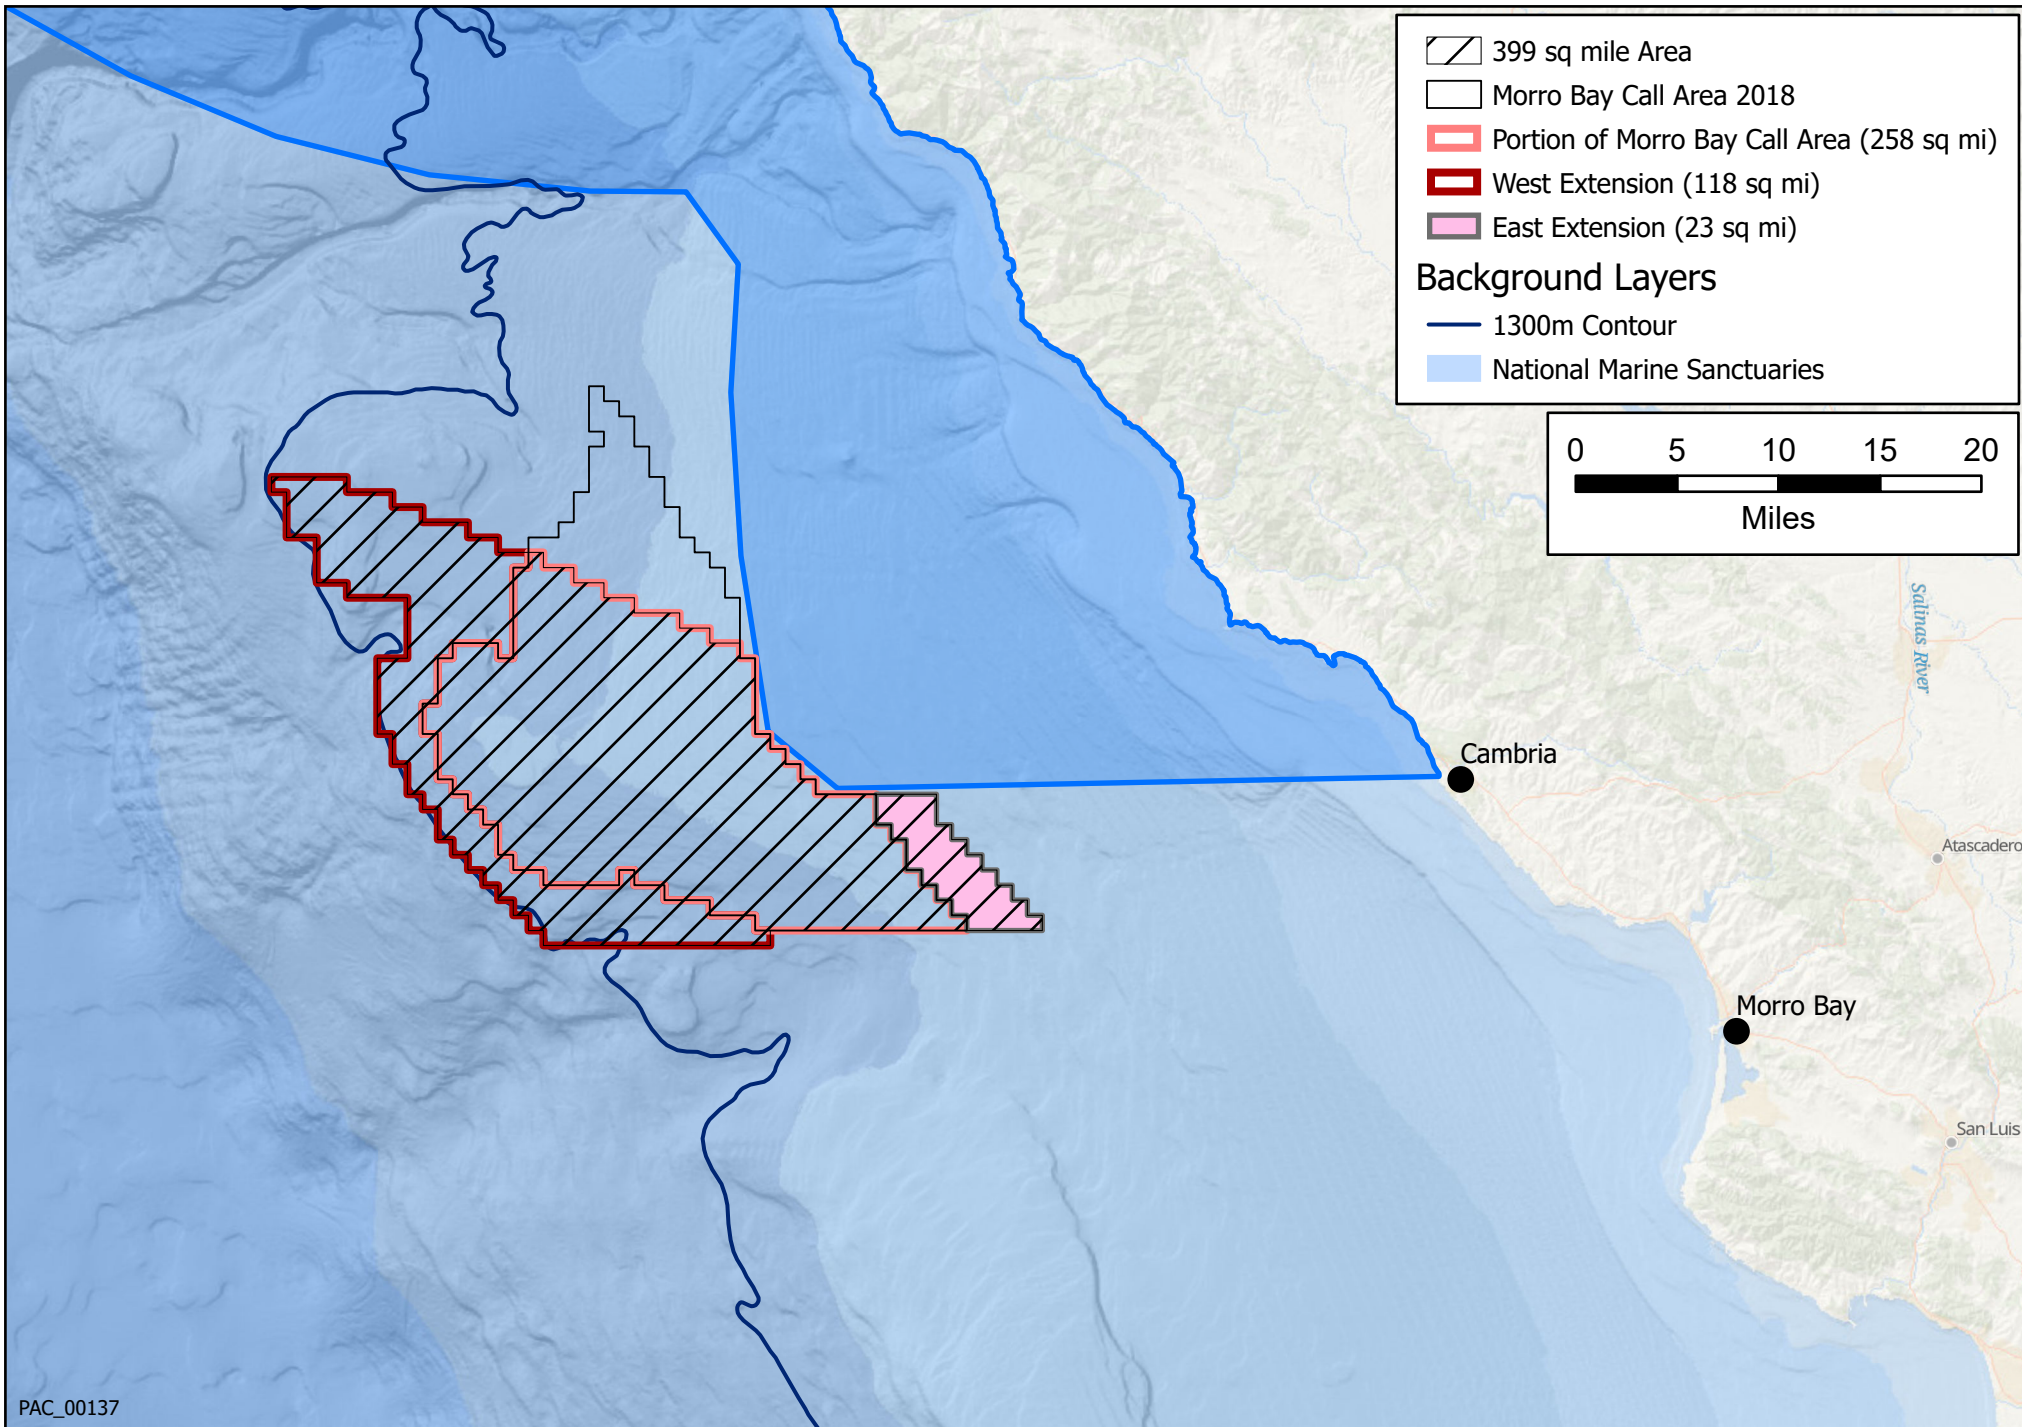 399 sq mile Area
Morro Bay Call Area 2018
Portion of Morro Bay Call Area (258 sq mi)
West Extension (118 sq mi)
East Extension (23 sq mi)
Background Layers
1300m Contour
National Marine Sanctuaries
0 5 10 15 20
Miles
Salinas River
Cambria
Atascadero
Morro Bay
San Luis
PAC_00137